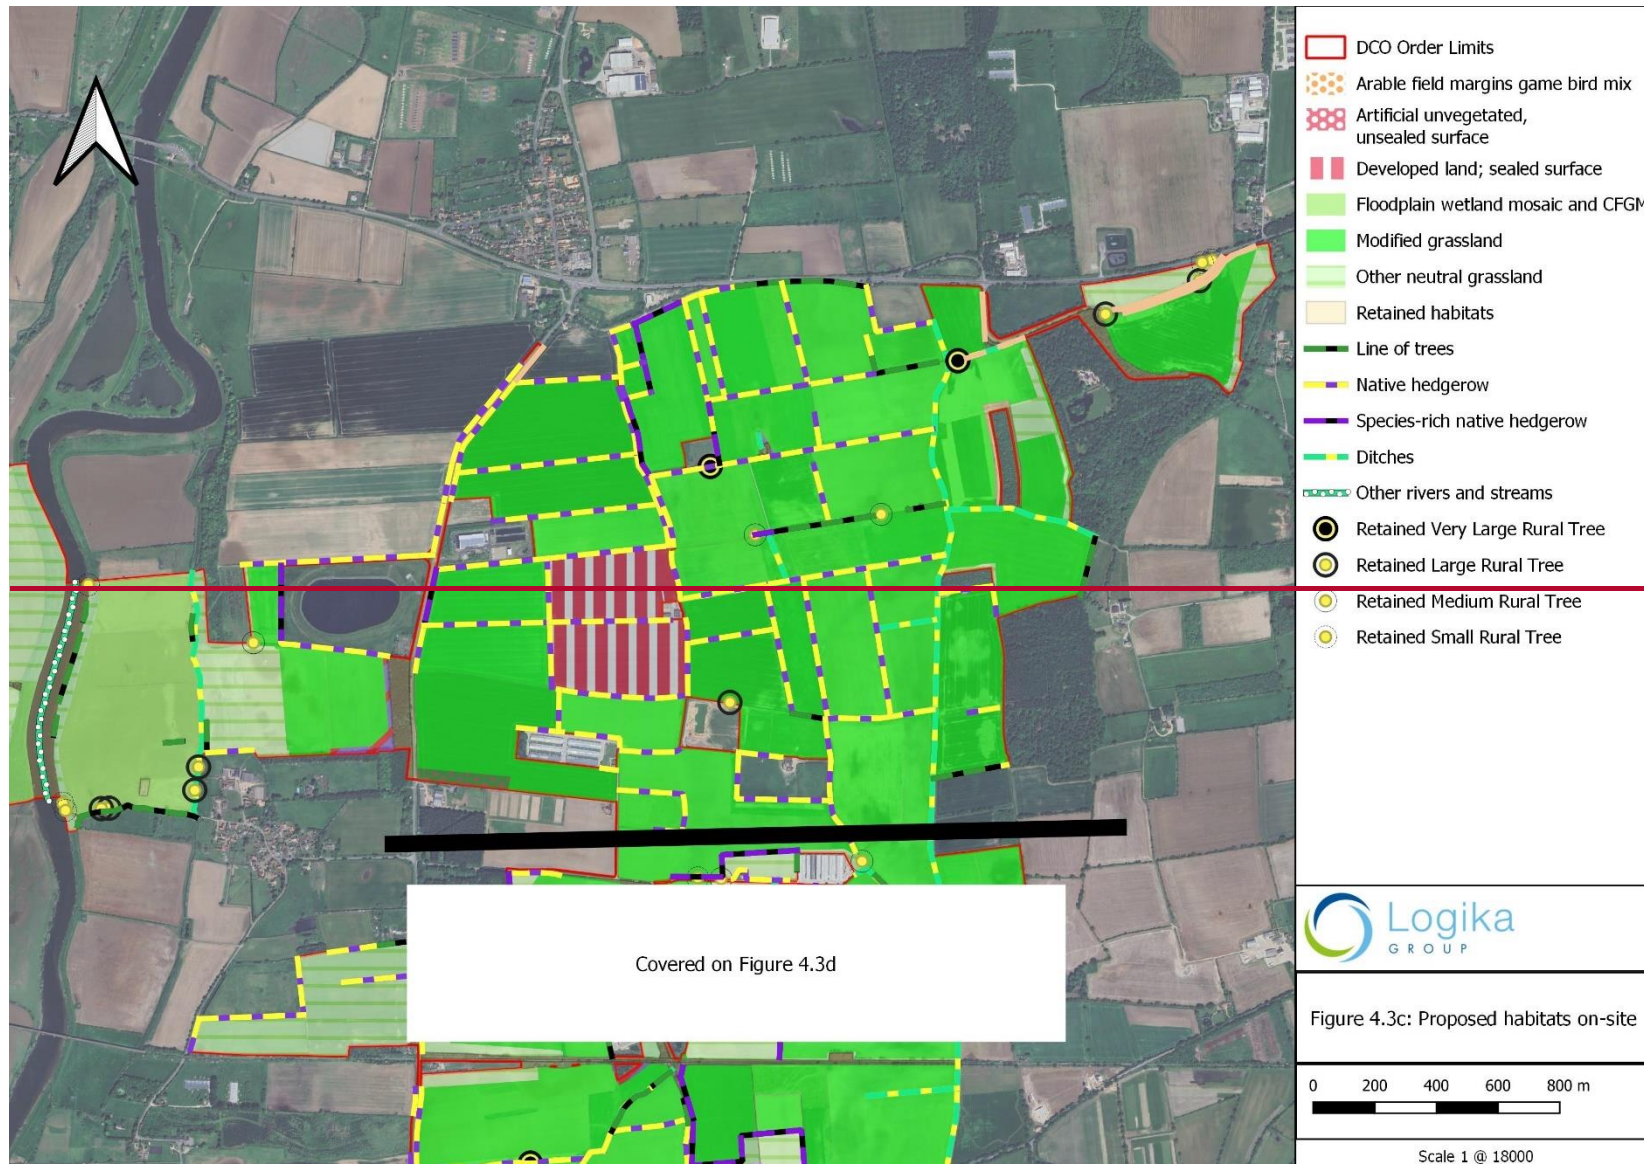 DCO Order Limits
Arable field margins game bird mix
Artificial unvegetated,
unsealed surface
Developed land; sealed surface
Floodplain wetland mosaic and CFGM
Modified grassland
Other neutral grassland
Retained habitats
Line of trees
Native hedgerow
Species-rich native hedgerow
Ditches
Other rivers and streams
Retained Very Large Rural Tree
Retained Large Rural Tree
Retained Medium Rural Tree
Retained Small Rural Tree
Covered on Figure 4.3d
Logika
GROUP
Figure 4.3c: Proposed habitats on-site
0 200 400 600 800 m
Scale 1 @ 18000